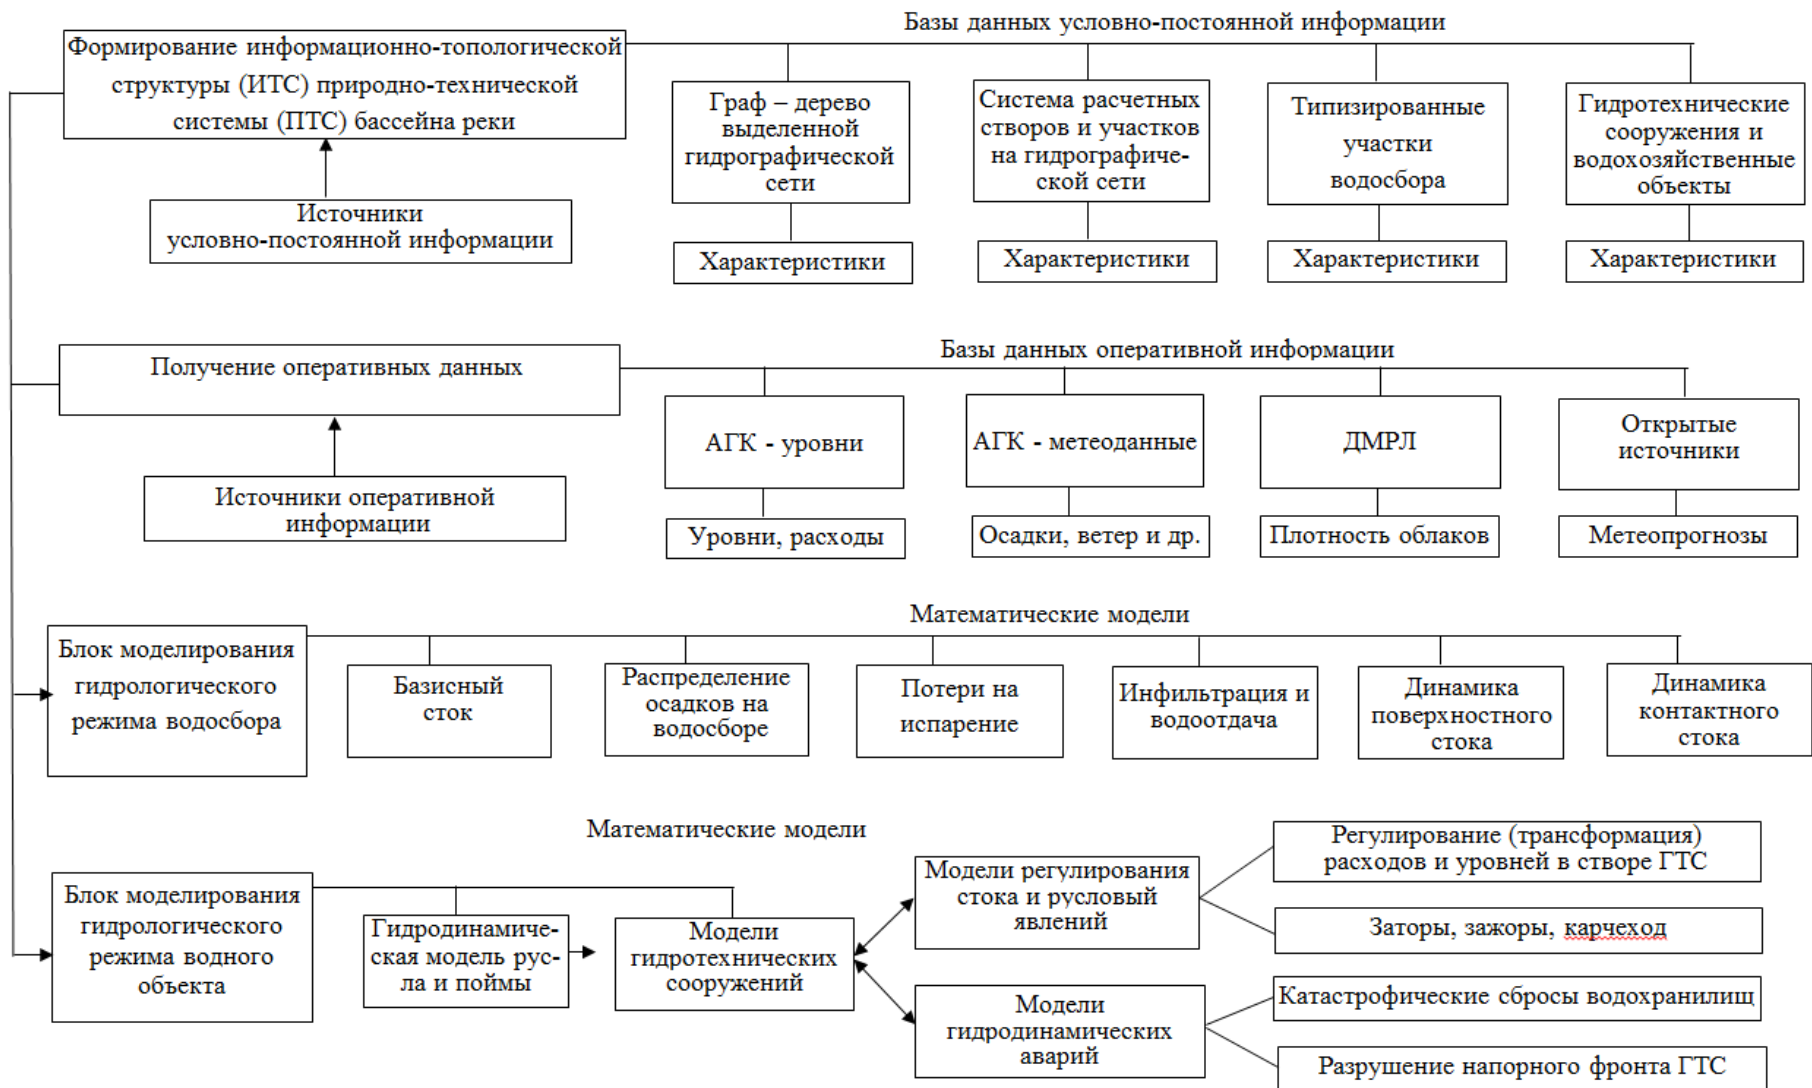 Базы данных условно-постоянной информации
Формирование информационно-топологической
структуры (ИТС) природно-технической
системы (ПТС) бассейна реки
Граф – дерево
выделенной
гидрографической
сети
Система расчетных
створов и участков
на гидрографиче-
ской сети
Типизированные
участки
водосбора
Гидротехнические
сооружения и
водохозяйственные
объекты
Источники
условно-постоянной информации
Характеристики
Характеристики
Характеристики
Характеристики
Базы данных оперативной информации
Получение оперативных данных
АГК - уровни
АГК - метеоданные
ДМРЛ
Открытые
источники
Источники оперативной
информации
Уровни, расходы
Осадки, ветер и др.
Плотность облаков
Метеопрогнозы
Математические модели
Блок моделирования
гидрологического
режима водосбора
Базисный
сток
Распределение
осадков на
водосборе
Потери на
испарение
Инфильтрация и
водоотдача
Динамика
поверхностного
стока
Динамика
контактного
стока
Математические модели
Блок моделирования
гидрологического
режима водного
объекта
Гидродинамиче-
ская модель рус-
ла и поймы
Модели
гидротехнических
сооружений
Модели регулирования
стока и русловый
явлений
Регулирование (трансформация)
расходов и уровней в створе ГТС
Заторы, зажоры, карчеход
Модели
гидродинамических
аварий
Катастрофические сбросы водохранилищ
Разрушение напорного фронта ГТС